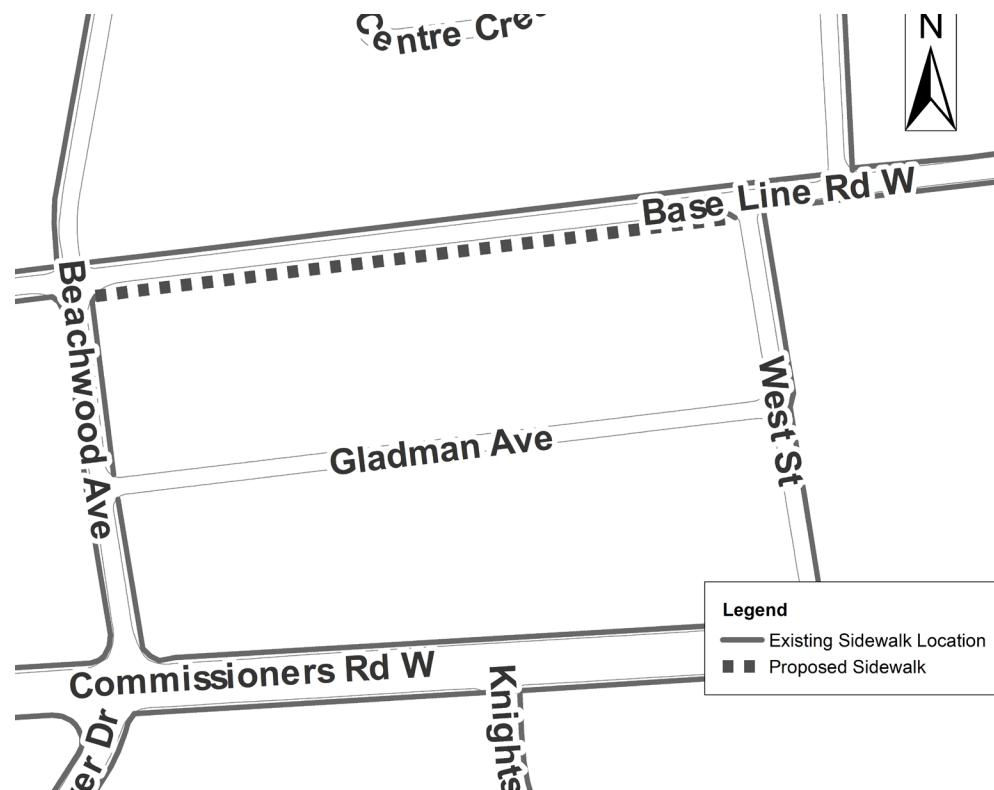 Centre
N
Base Line Rd W
Beachwood Ave
West St
Gladman Ave
Legend
Existing Sidewalk Location
Proposed Sidewalk
Commissioners Rd W
Knights
Dr